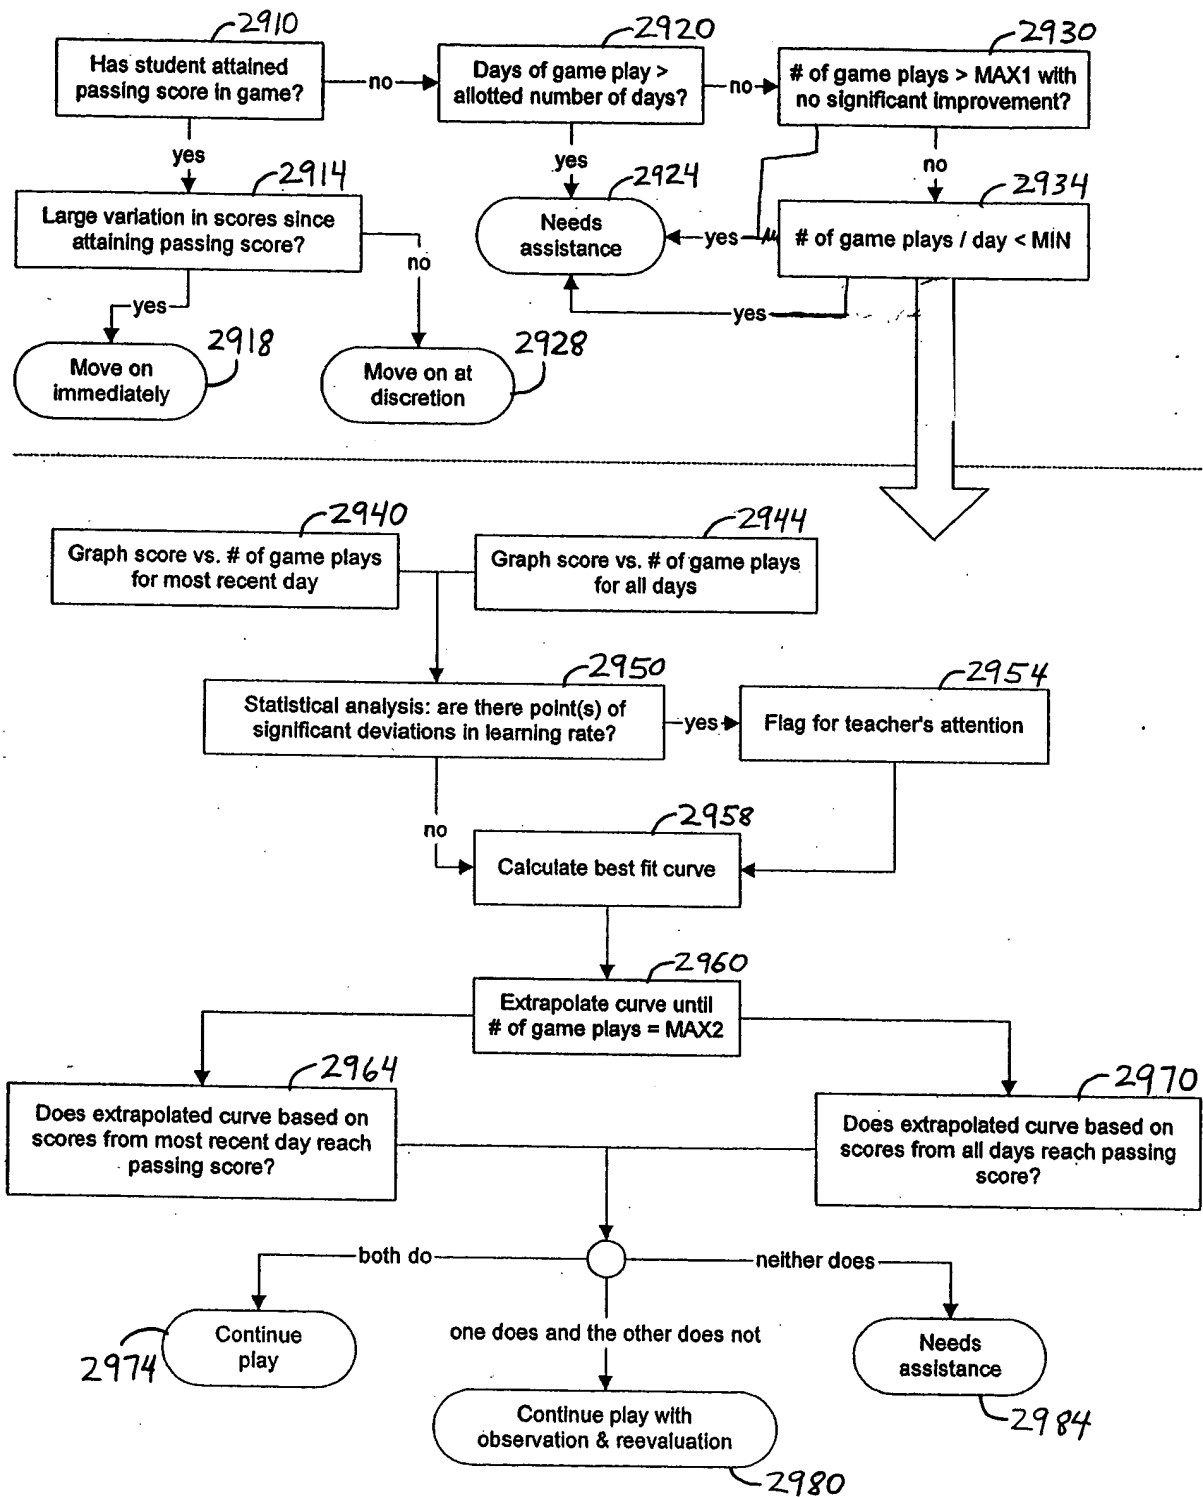 2910
Has student attained
passing score in game?
no
2920
Days of game play >
allotted number of days?
no
2930
# of game plays > MAX1 with
no significant improvement?
yes
yes
no
2914
Large variation in scores since
attaining passing score?
2924
Needs
assistance
yes
2934
# of game plays / day < MIN
no
yes
yes
2918
Move on
immediately
2928
Move on at
discretion
2940
Graph score vs. # of game plays
for most recent day
2944
Graph score vs. # of game plays
for all days
2950
Statistical analysis: are there point(s) of
significant deviations in learning rate?
yes
2954
Flag for teacher's attention
no
2958
Calculate best fit curve
2960
Extrapolate curve until
# of game plays = MAX2
2964
Does extrapolated curve based on
scores from most recent day reach
passing score?
2970
Does extrapolated curve based on
scores from all days reach passing
score?
both do
neither does
one does and the other does not
2974
Continue
play
Needs
assistance
2984
Continue play with
observation & reevaluation
2980